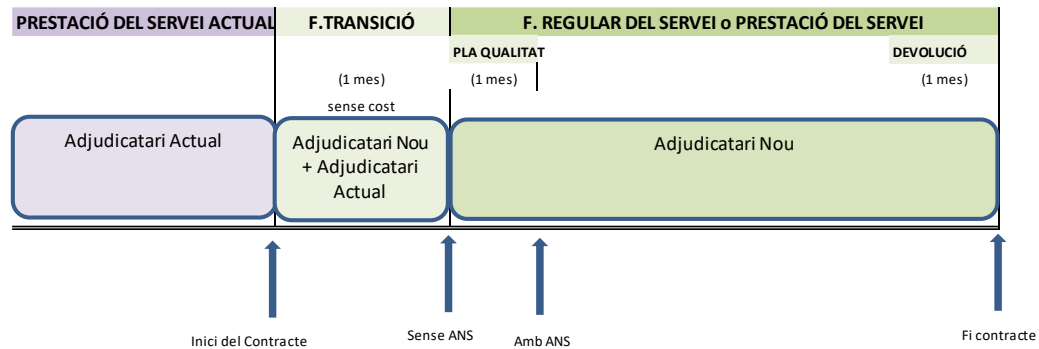 PRESTACIÓ DEL SERVEI ACTUAL F.TRANSICIÓ F. REGULAR DEL SERVEI o PRESTACIÓ DEL SERVEI
PLA QUALITAT DEVOLUCIÓ
(1 mes) (1 mes) (1 mes)
sense cost
Adjudicatari Actual
Adjudicatari Nou
+ Adjudicatari
Actual
Adjudicatari Nou
Inici del Contracte Sense ANS Amb ANS Fi contracte